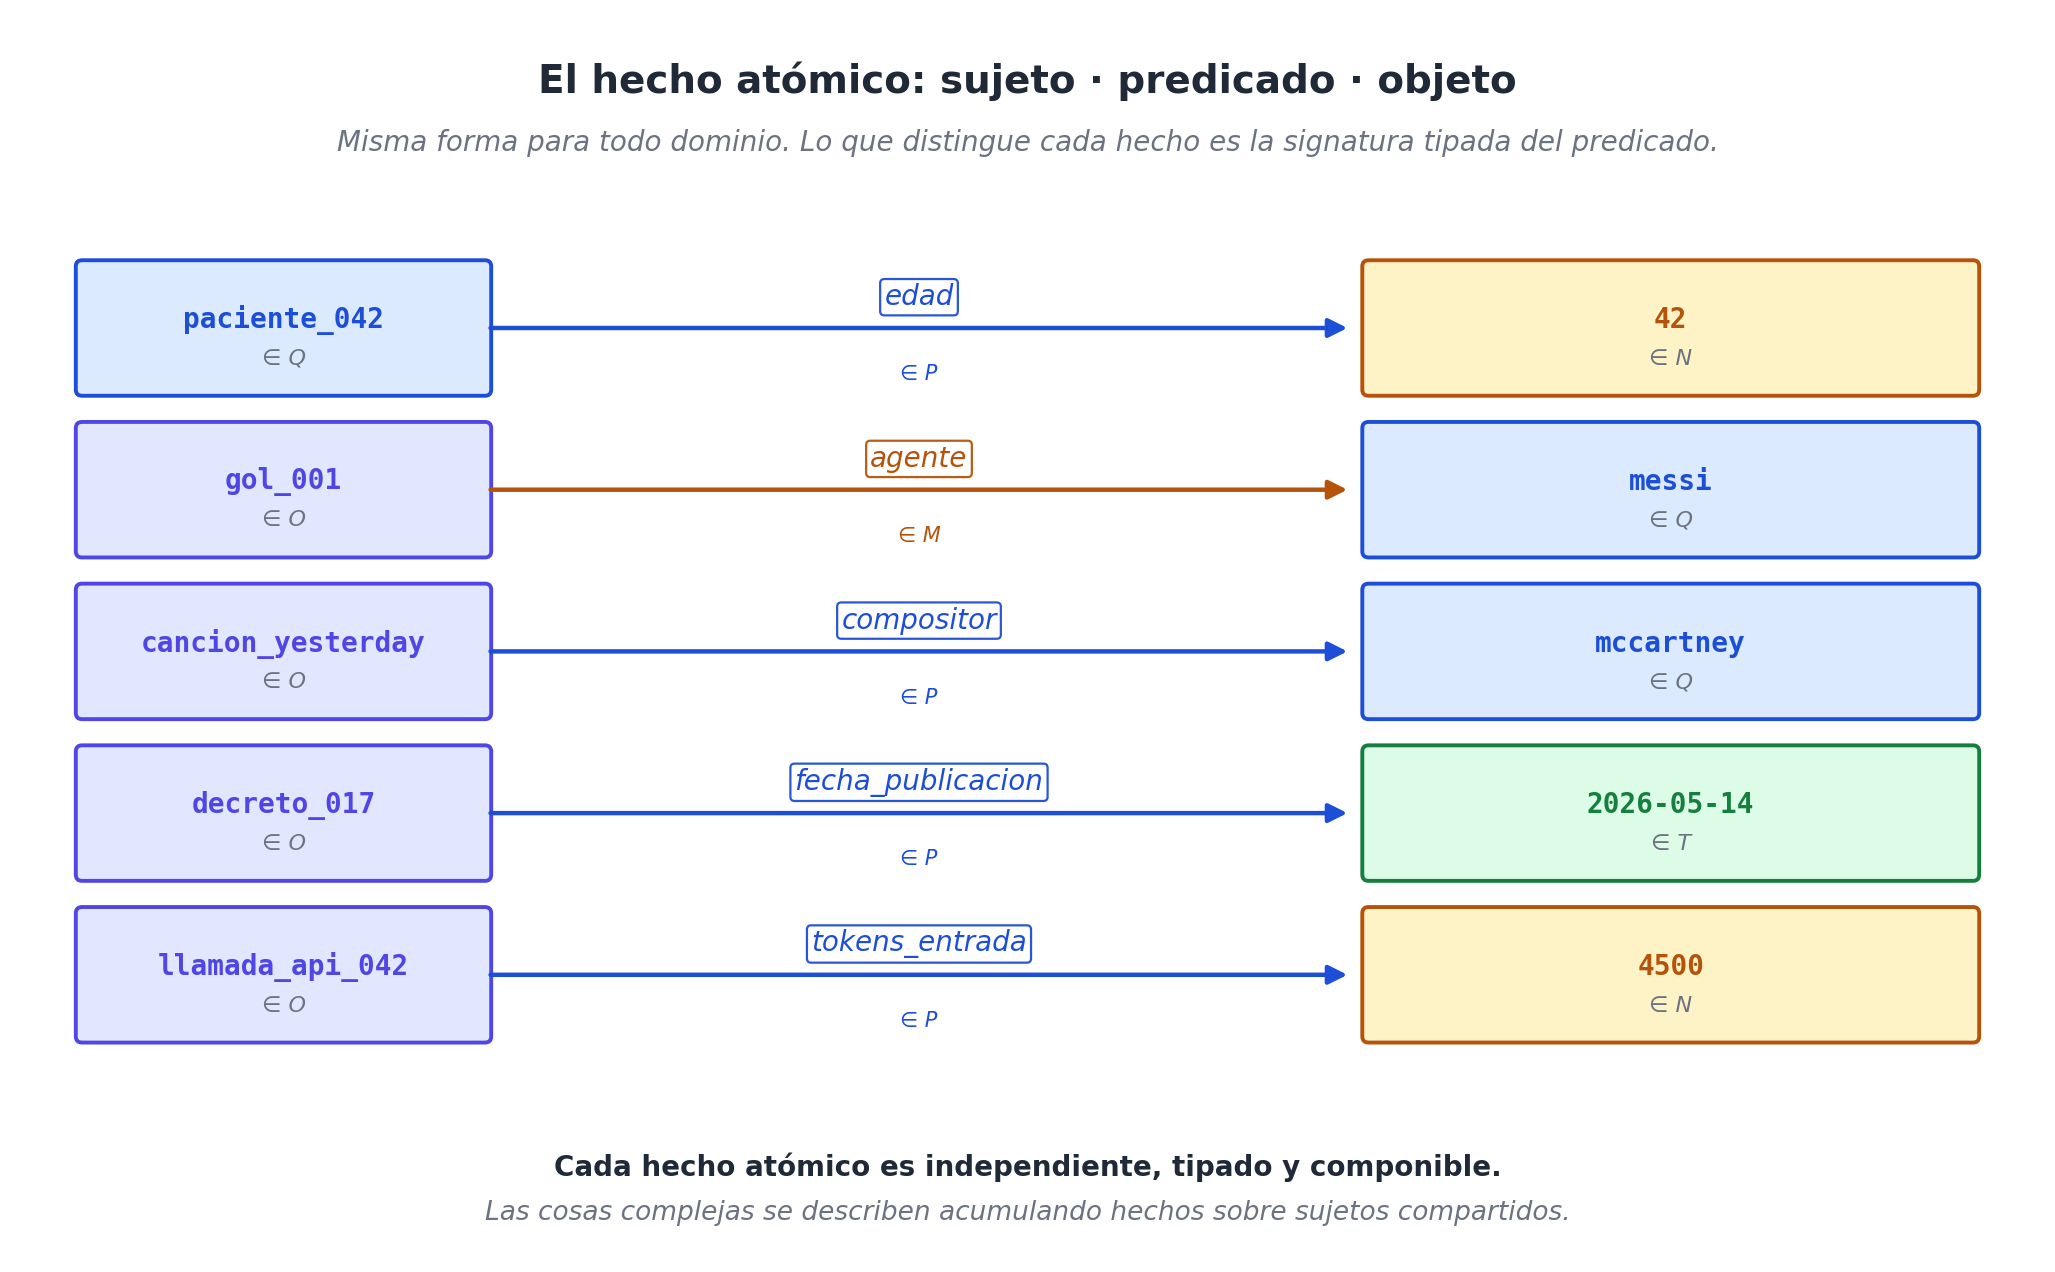 El hecho atómico: sujeto · predicado · objeto
Misma forma para todo dominio. Lo que distingue cada hecho es la signatura tipada del predicado.
paciente_042
∈ Q
edad
∈ P
42
∈ N
gol_001
∈ O
agente
∈ M
messi
∈ Q
cancion_yesterday
∈ O
compositor
∈ P
mccartney
∈ Q
decreto_017
∈ O
fecha_publicacion
∈ P
2026-05-14
∈ T
llamada_api_042
∈ O
tokens_entrada
∈ P
4500
∈ N
Cada hecho atómico es independiente, tipado y componible.
Las cosas complejas se describen acumulando hechos sobre sujetos compartidos.